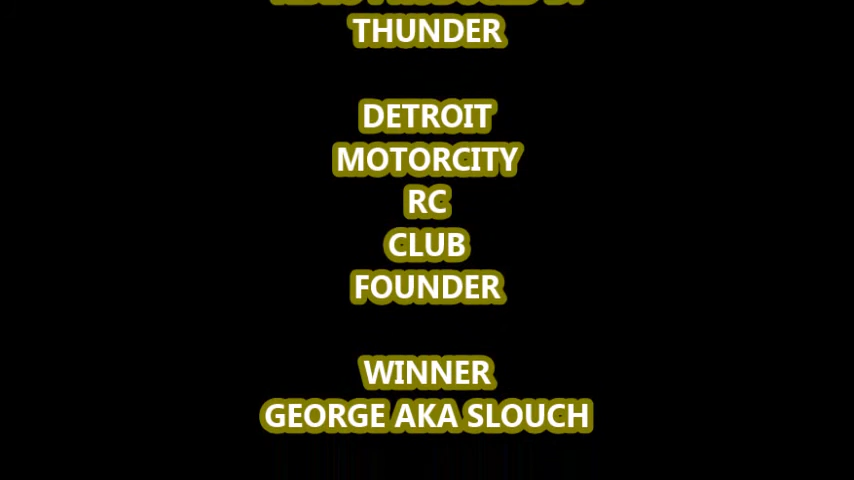 THUNDER
DETROIT
MOTORCITY
RC
CLUB
FOUNDER
WINNER
GEORGE AKA SLOUCH